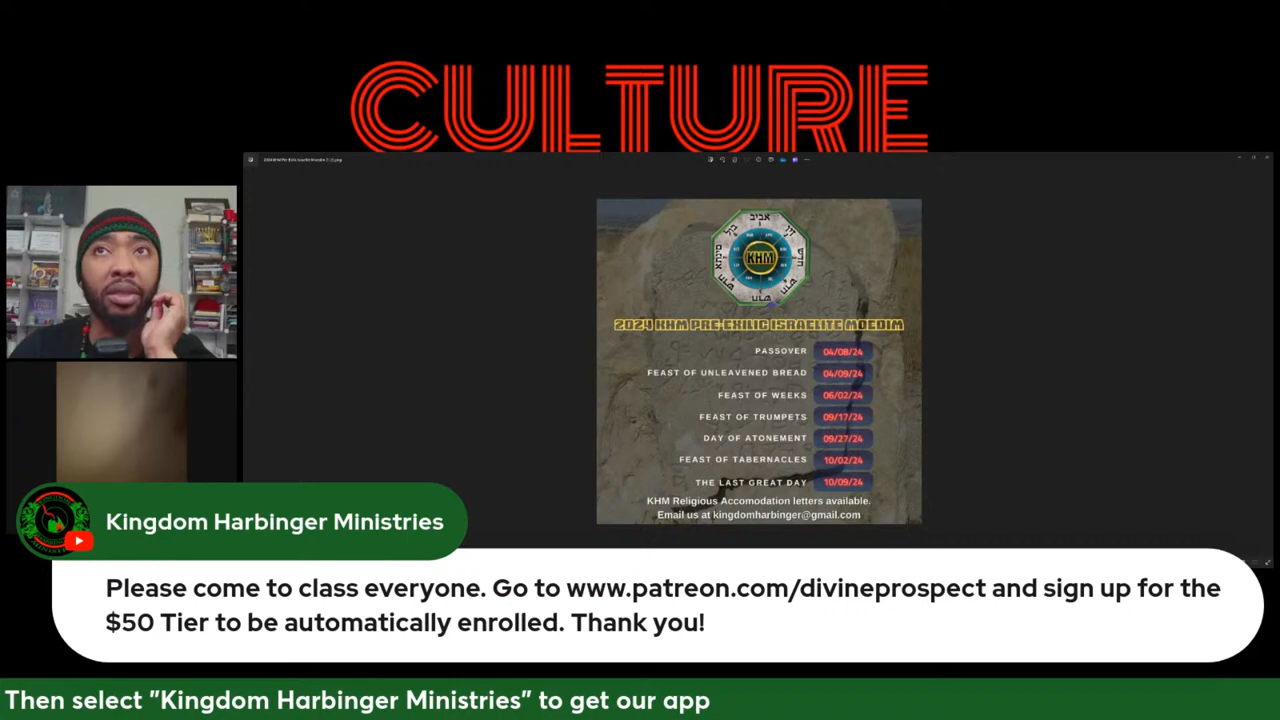 CULTURE
אביב
KHM
2024 KHM PRE-EXILIC ISRAELITE MOEDIM
PASSOVER 04/08/24
FEAST OF UNLEAVENED BREAD 04/09/24
FEAST OF WEEKS 06/02/24
FEAST OF TRUMPETS 09/17/24
DAY OF ATONEMENT 09/27/24
FEAST OF TABERNACLES 10/02/24
THE LAST GREAT DAY 10/09/24
KHM Religious Accomodation letters available.
Email us at kingdomharbinger@gmail.com
Kingdom Harbinger Ministries
Please come to class everyone. Go to www.patreon.com/divineprospect and sign up for the
$50 Tier to be automatically enrolled. Thank you!
Then select "Kingdom Harbinger Ministries" to get our app